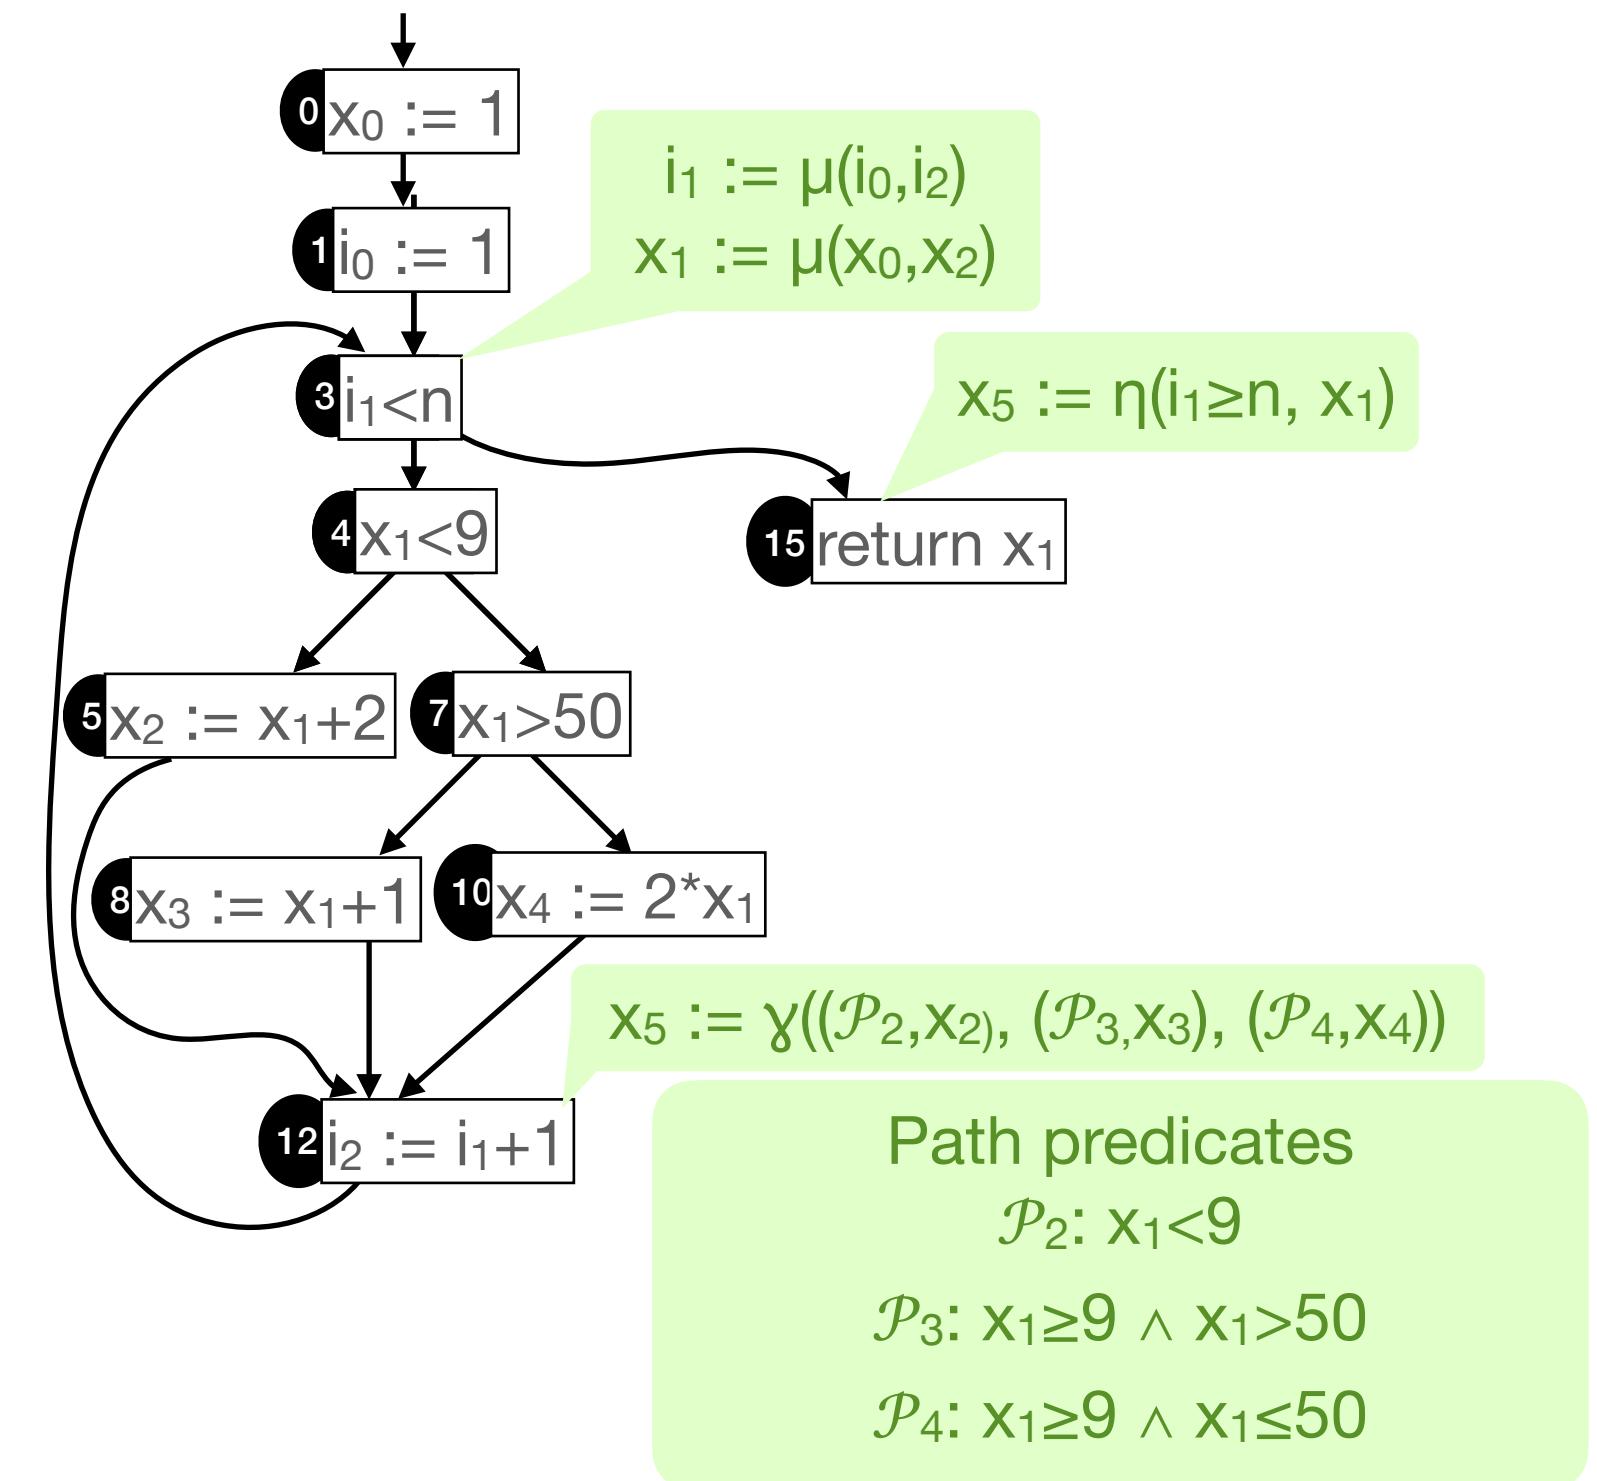 0 x₀ := 1
i₁ := μ(i₀,i₂)
x₁ := μ(x₀,x₂)
1 i₀ := 1
3 i₁<n
x₅ := η(i₁≥n, x₁)
4 x₁<9
15 return x₁
5 x₂ := x₁+2
7 x₁>50
8 x₃ := x₁+1
10 x₄ := 2*x₁
x₅ := ɣ((𝒫₂,x₂₎, (𝒫₃,x₃), (𝒫₄,x₄))
12 i₂ := i₁+1
Path predicates
𝒫₂: x₁<9
𝒫₃: x₁≥9 ∧ x₁>50
𝒫₄: x₁≥9 ∧ x₁≤50